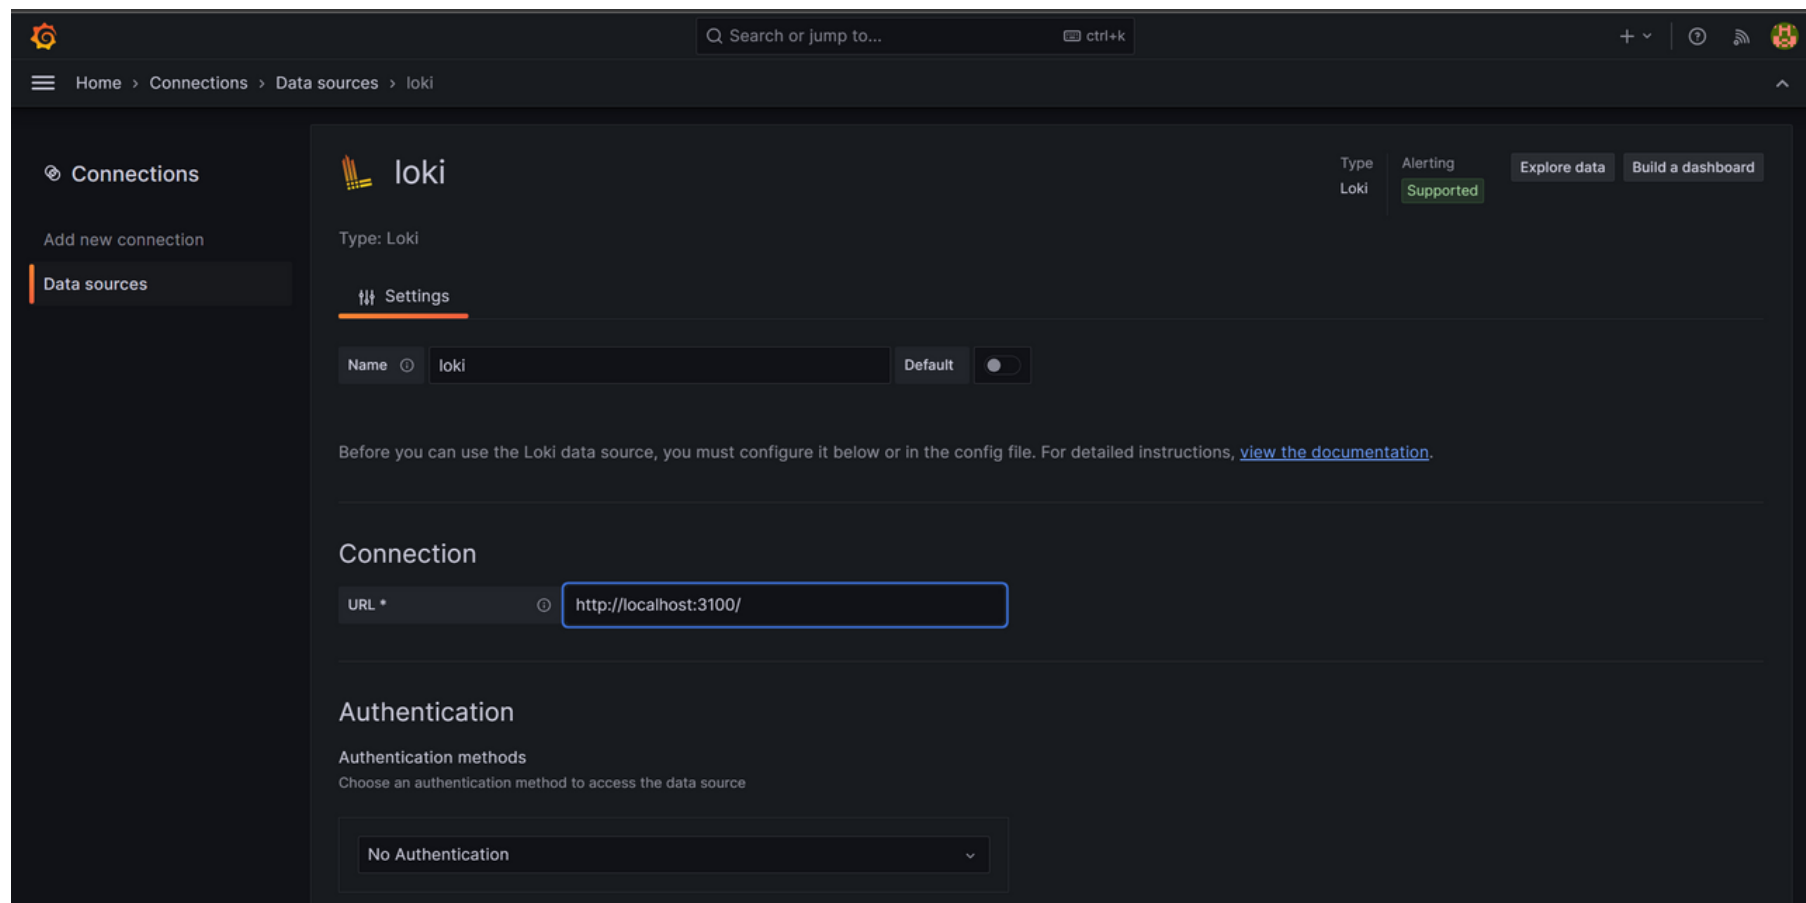 Search or jump to... ctrl+k
Home › Connections › Data sources › loki
Connections
Add new connection
Data sources
loki
Type Alerting
Loki Supported
Explore data Build a dashboard
Type: Loki
Settings
Name loki Default
Before you can use the Loki data source, you must configure it below or in the config file. For detailed instructions, view the documentation.
Connection
URL * http://localhost:3100/
Authentication
Authentication methods
Choose an authentication method to access the data source
No Authentication